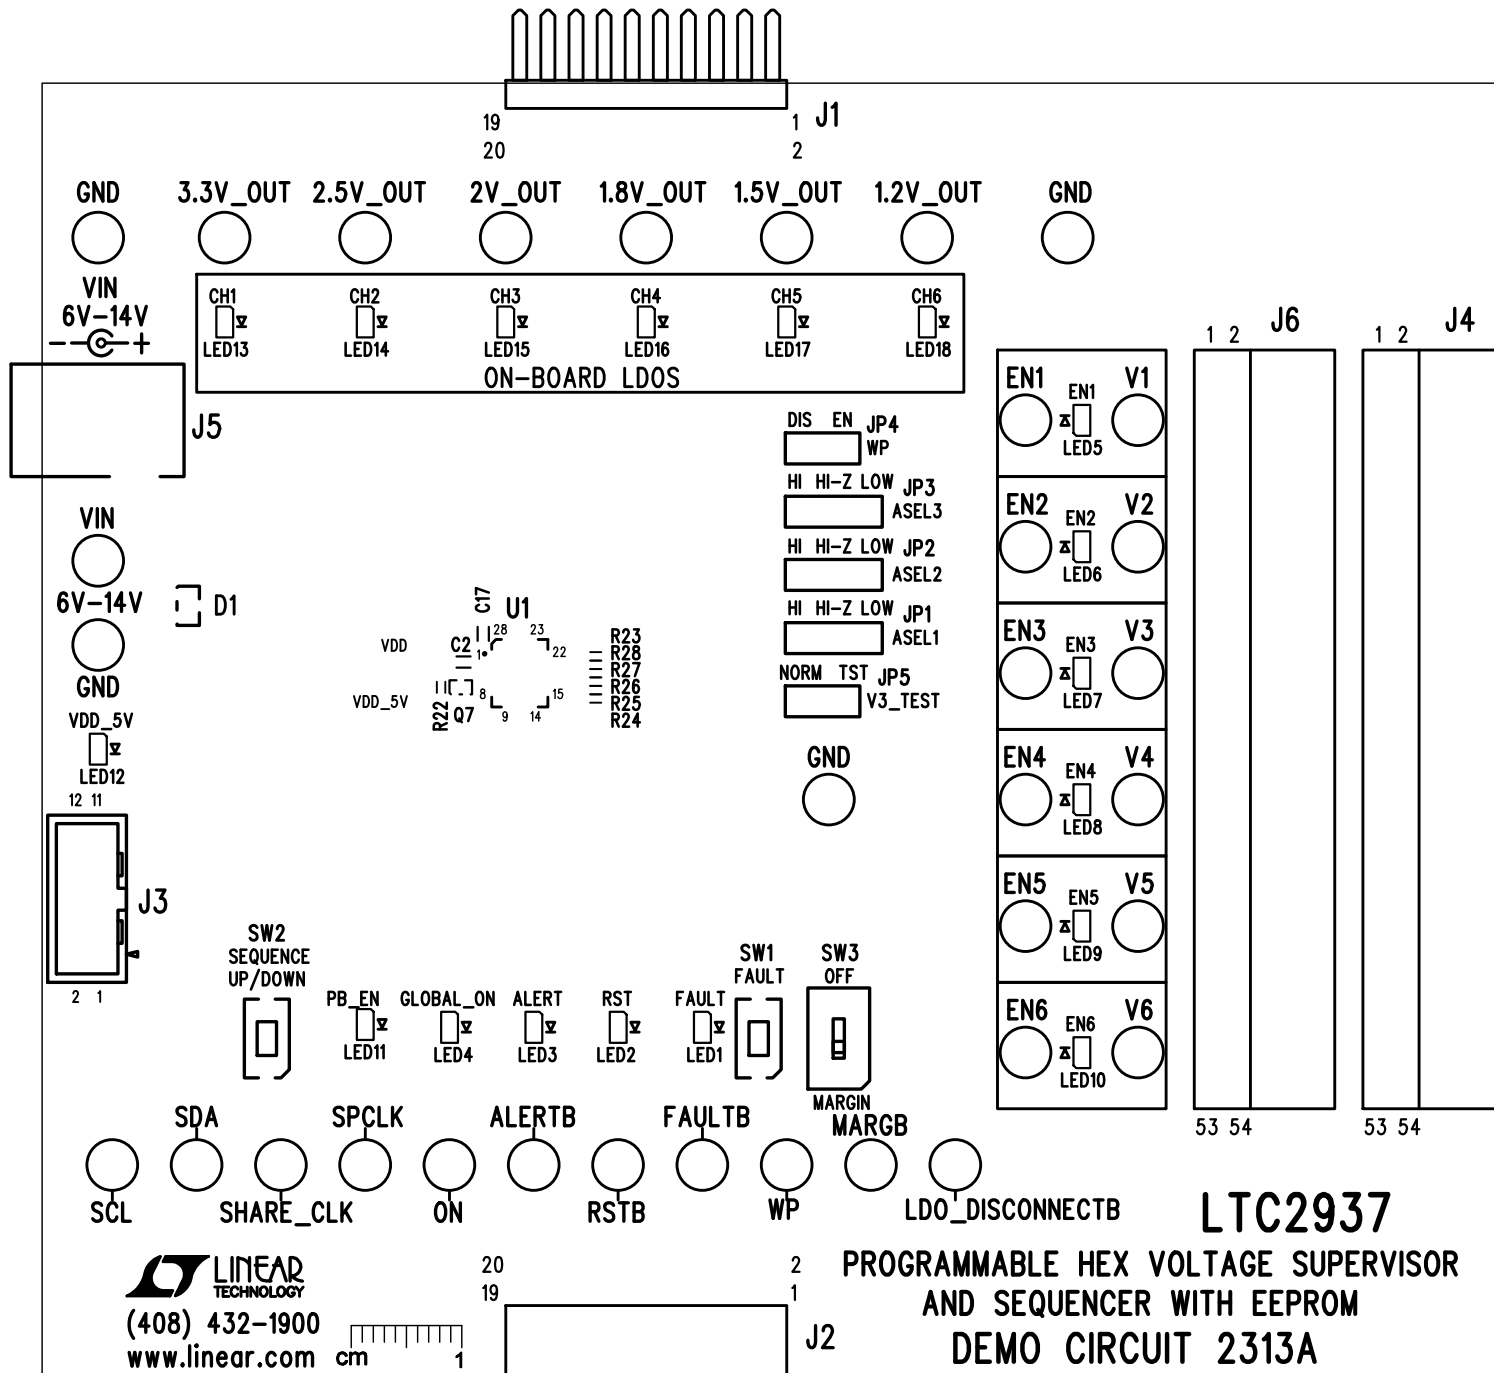 19 1 J1
20 2
GND 3.3V_OUT 2.5V_OUT 2V_OUT 1.8V_OUT 1.5V_OUT 1.2V_OUT GND
VIN
6V-14V
- +
CH1 CH2 CH3 CH4 CH5 CH6
LED13 LED14 LED15 LED16 LED17 LED18
ON-BOARD LDOS
J5
1 2 J6
1 2 J4
EN1 EN1 V1
LED5
DIS EN JP4
WP
HI HI-Z LOW JP3
ASEL3
EN2 EN2 V2
LED6
HI HI-Z LOW JP2
ASEL2
VIN
6V-14V
D1
GND
HI HI-Z LOW JP1
ASEL1
EN3 EN3 V3
LED7
NORM TST JP5
V3_TEST
C17 U1
28 23
VDD C2 1 22
VDD_5V 8 15
R22 Q7 9 14
R23
R28
R27
R26
R25
R24
VDD_5V
LED12
GND
EN4 EN4 V4
LED8
12 11
J3
2 1
EN5 EN5 V5
LED9
SW2
SEQUENCE
UP/DOWN
SW1
FAULT
SW3
OFF
PB_EN GLOBAL_ON ALERT RST FAULT
LED11 LED4 LED3 LED2 LED1
EN6 EN6 V6
LED10
MARGIN
SDA SPCLK ALERTB FAULTB MARGB
53 54 53 54
SCL SHARE_CLK ON RSTB WP LDO_DISCONNECTB
LTC2937
LINEAR
TECHNOLOGY
20 2
19 1
PROGRAMMABLE HEX VOLTAGE SUPERVISOR
AND SEQUENCER WITH EEPROM
DEMO CIRCUIT 2313A
(408) 432-1900
www.linear.com
cm 1
J2